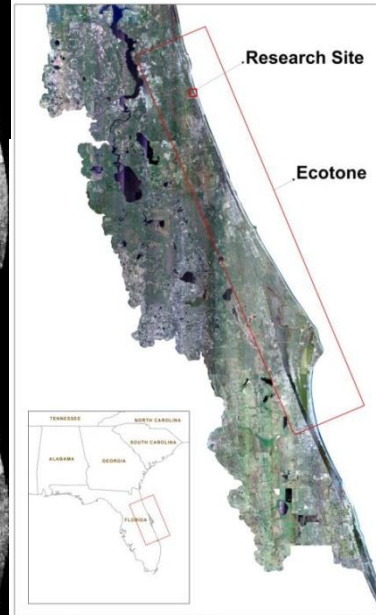 Research Site
Ecotone
TENNESSEE
NORTH CAROLINA
SOUTH CAROLINA
ALABAMA
GEORGIA
FLORIDA